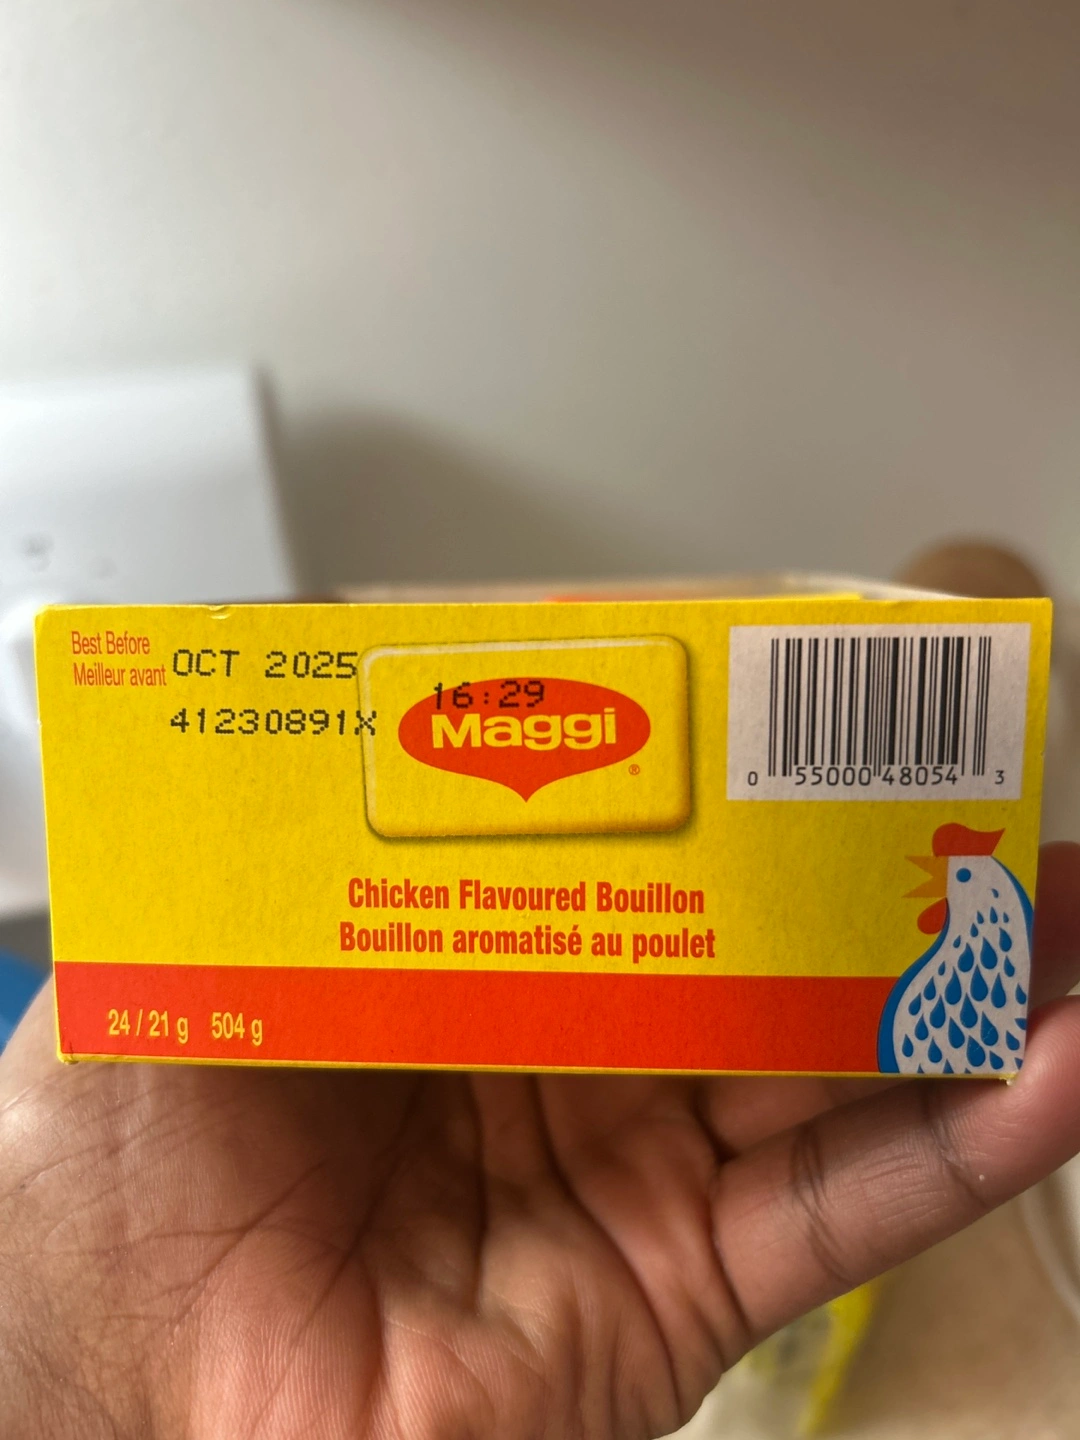 Best Before
Meilleur avant
OCT 2025
16:29
41230891X
Maggi
®
0 55000 48054 3
Chicken Flavoured Bouillon
Bouillon aromatisé au poulet
24 / 21 g 504 g